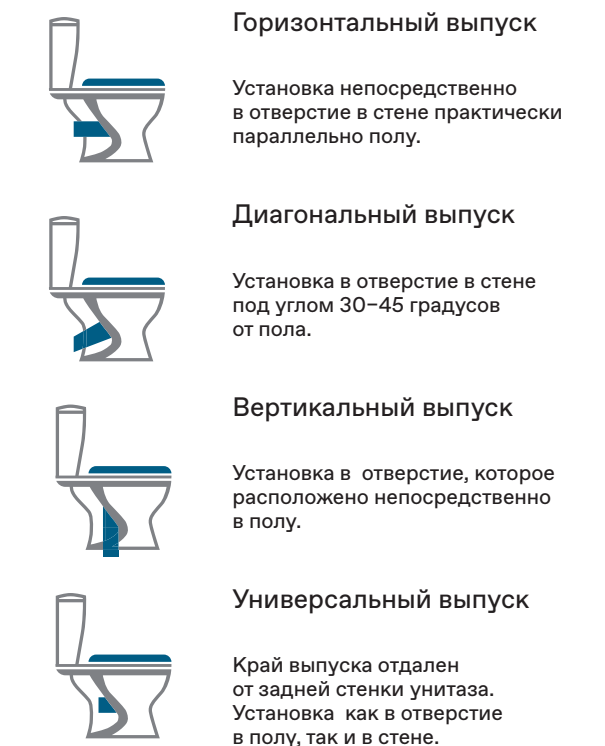 Горизонтальный выпуск
Установка непосредственно
в отверстие в стене практически
параллельно полу.
Диагональный выпуск
Установка в отверстие в стене
под углом 30–45 градусов
от пола.
Вертикальный выпуск
Установка в отверстие, которое
расположено непосредственно
в полу.
Универсальный выпуск
Край выпуска отдален
от задней стенки унитаза.
Установка как в отверстие
в полу, так и в стене.